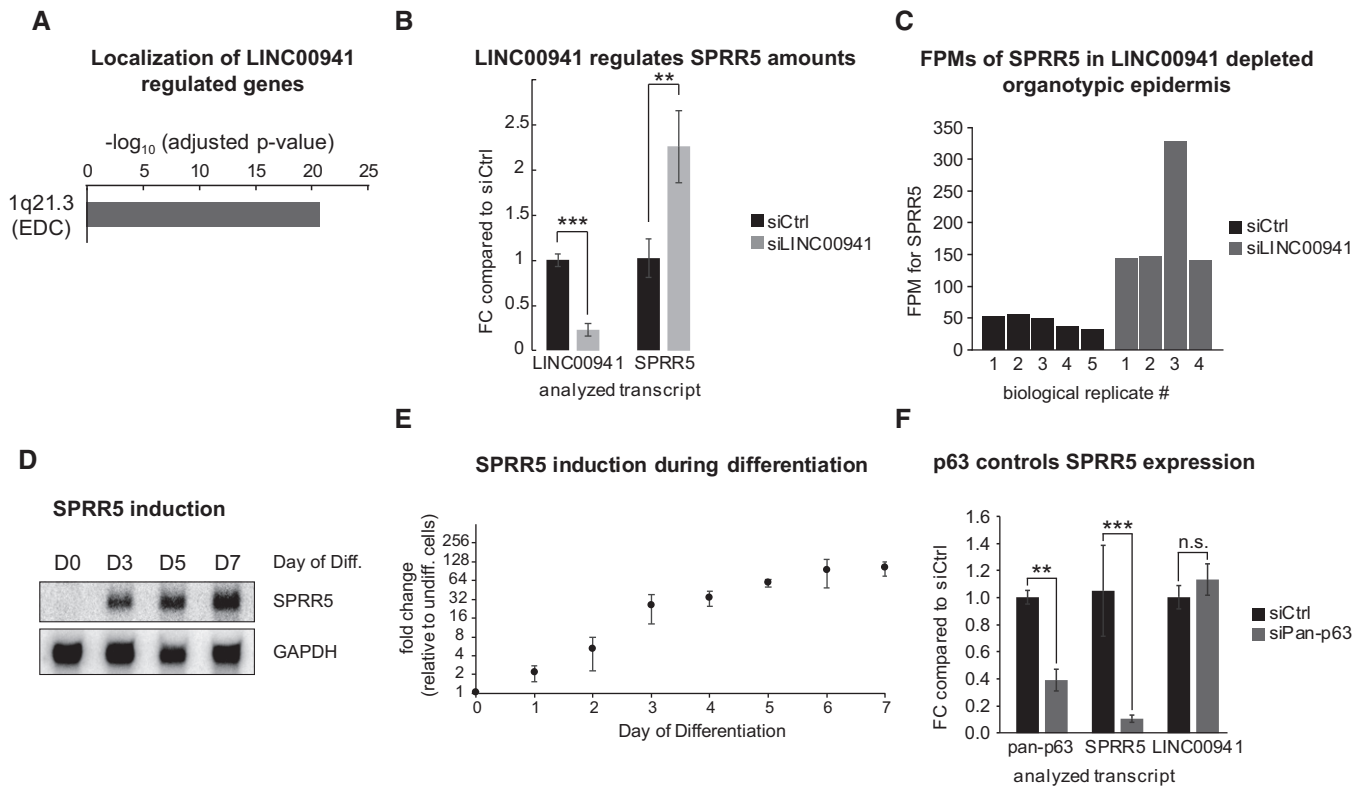 A
Localization of LINC00941
regulated genes
-log10 (adjusted p-value)
0 5 10 15 20 25
1q21.3
(EDC)
B
LINC00941 regulates SPRR5 amounts
FC compared to siCtrl
2.5
2
1.5
1
0.5
0
***
**
LINC00941 SPRR5
analyzed transcript
siCtrl
siLINC00941
C
FPMs of SPRR5 in LINC00941 depleted
organotypic epidermis
FPM for SPRR5
350
300
250
200
150
100
50
0
1 2 3 4 5 1 2 3 4
biological replicate #
siCtrl
siLINC00941
D
SPRR5 induction
D0 D3 D5 D7 Day of Diff.
SPRR5
GAPDH
E
SPRR5 induction during differentiation
fold change
(relative to undiff. cells)
256
128
64
32
16
8
4
2
1
0 1 2 3 4 5 6 7
Day of Differentiation
F
p63 controls SPRR5 expression
FC compared to siCtrl
1.6
1.4
1.2
1.0
0.8
0.6
0.4
0.2
0.0
**
***
n.s.
pan-p63 SPRR5 LINC00941
analyzed transcript
siCtrl
siPan-p63